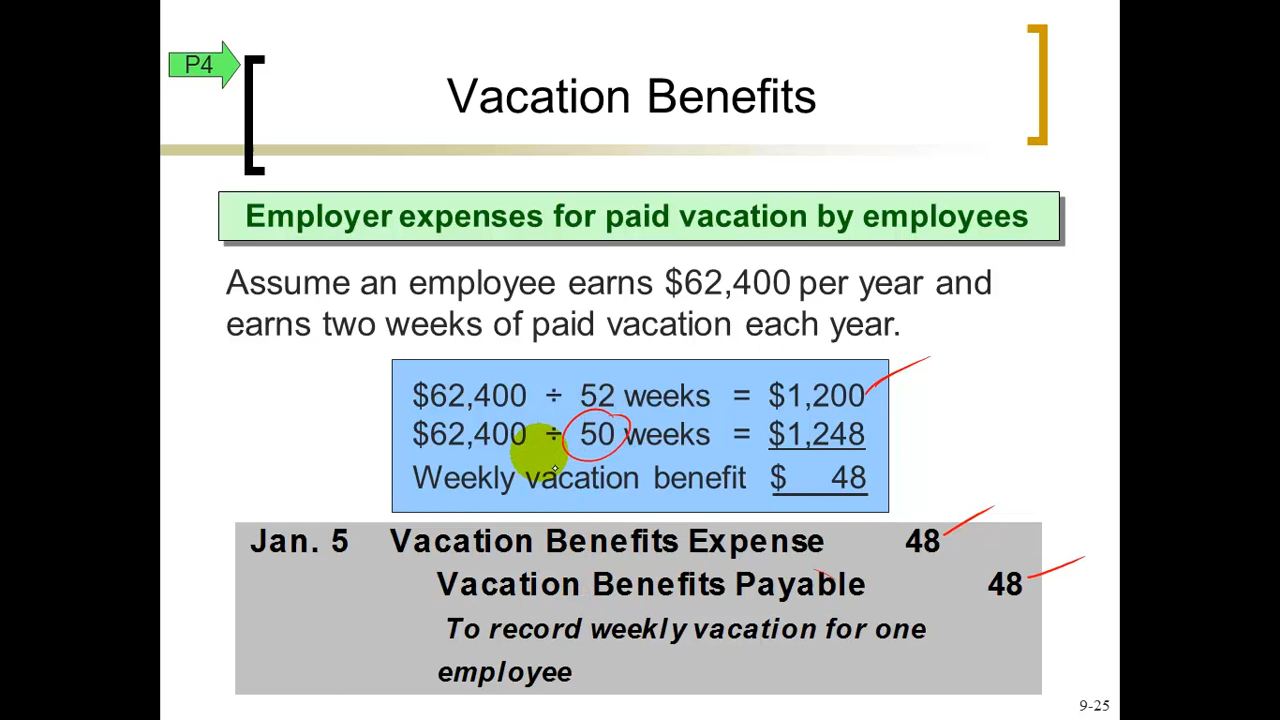 P4
Vacation Benefits
Employer expenses for paid vacation by employees
Assume an employee earns $62,400 per year and
earns two weeks of paid vacation each year.
$62,400 ÷ 52 weeks = $1,200
$62,400 ÷ 50 weeks = $1,248
Weekly vacation benefit $ 48
Jan. 5 Vacation Benefits Expense 48
Vacation Benefits Payable 48
To record weekly vacation for one
employee
9-25